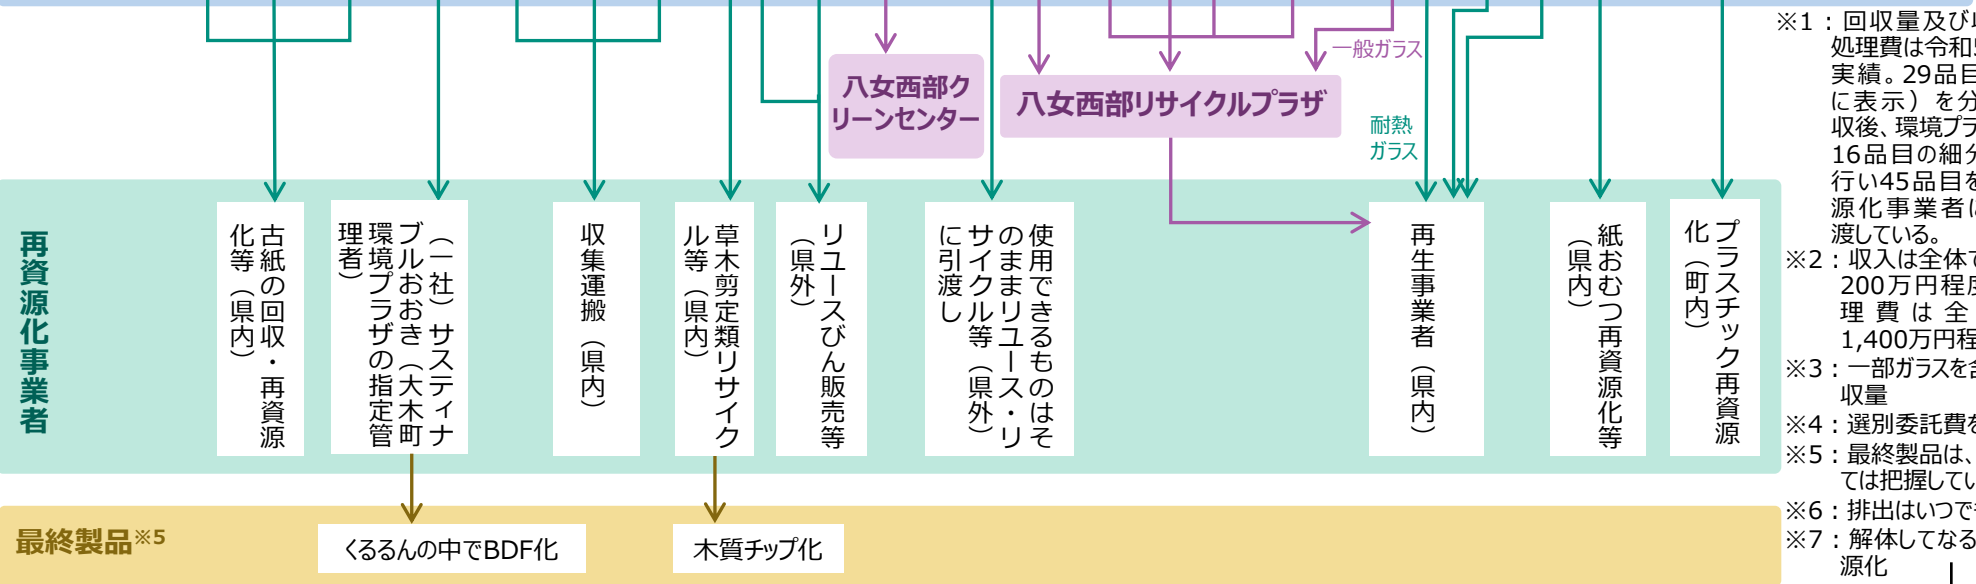 一般ガラス
八女西部ク
リーンセンター
八女西部リサイクルプラザ
耐熱
ガラス
再資源化事業者
古紙の回収・再資源
化等（県内）
（一社）サスティナ
ブルおおき（大木町
環境プラザの指定管
理者）
収集運搬（県内）
草木剪定類リサイク
ル等（県内）
リユースびん販売等
（県外）
使用できるものはそ
のままリユース・リ
サイクル等（県外）
に引渡し
再生事業者（県内）
紙おむつ再資源化等
（県内）
プラスチック再資源
化（町内）
最終製品※5
くるるんの中でBDF化
木質チップ化
※1：回収量及び
処理費は令和
実績。29品目
に表示）を分
収後、環境プラ
16品目の細分
行い45品目を
源化事業者に
渡している。
※2：収入は全体で
200万円程度
理費は全
1,400万円程
※3：一部ガラスを含
収量
※4：選別委託費を
※5：最終製品は、
ては把握してい
※6：排出はいつでも
※7：解体してなる
源化